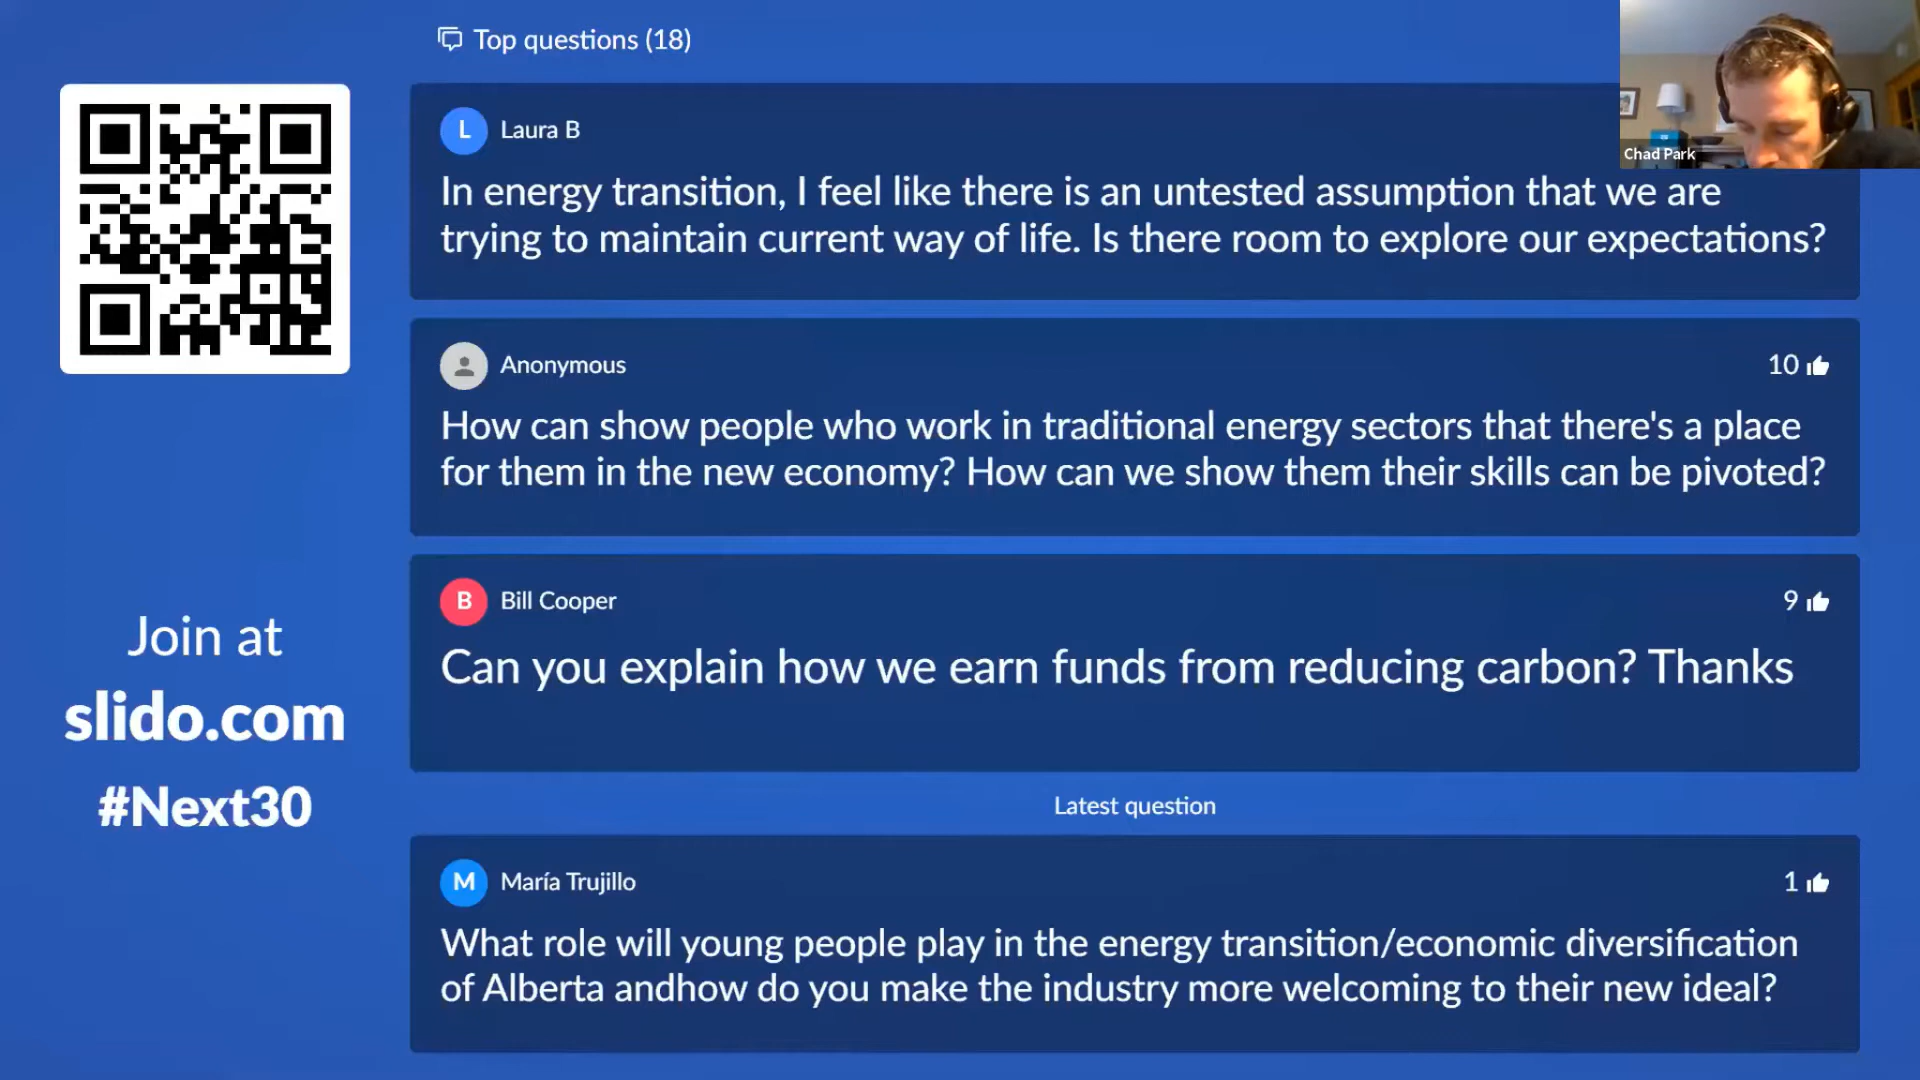 Top questions (18)
Chad Park
L
Laura B
In energy transition, I feel like there is an untested assumption that we are
trying to maintain current way of life. Is there room to explore our expectations?
Anonymous
10
How can show people who work in traditional energy sectors that there's a place
for them in the new economy? How can we show them their skills can be pivoted?
B
Bill Cooper
9
Can you explain how we earn funds from reducing carbon? Thanks
Join at
slido.com
#Next30
Latest question
M
María Trujillo
1
What role will young people play in the energy transition/economic diversification
of Alberta andhow do you make the industry more welcoming to their new ideal?